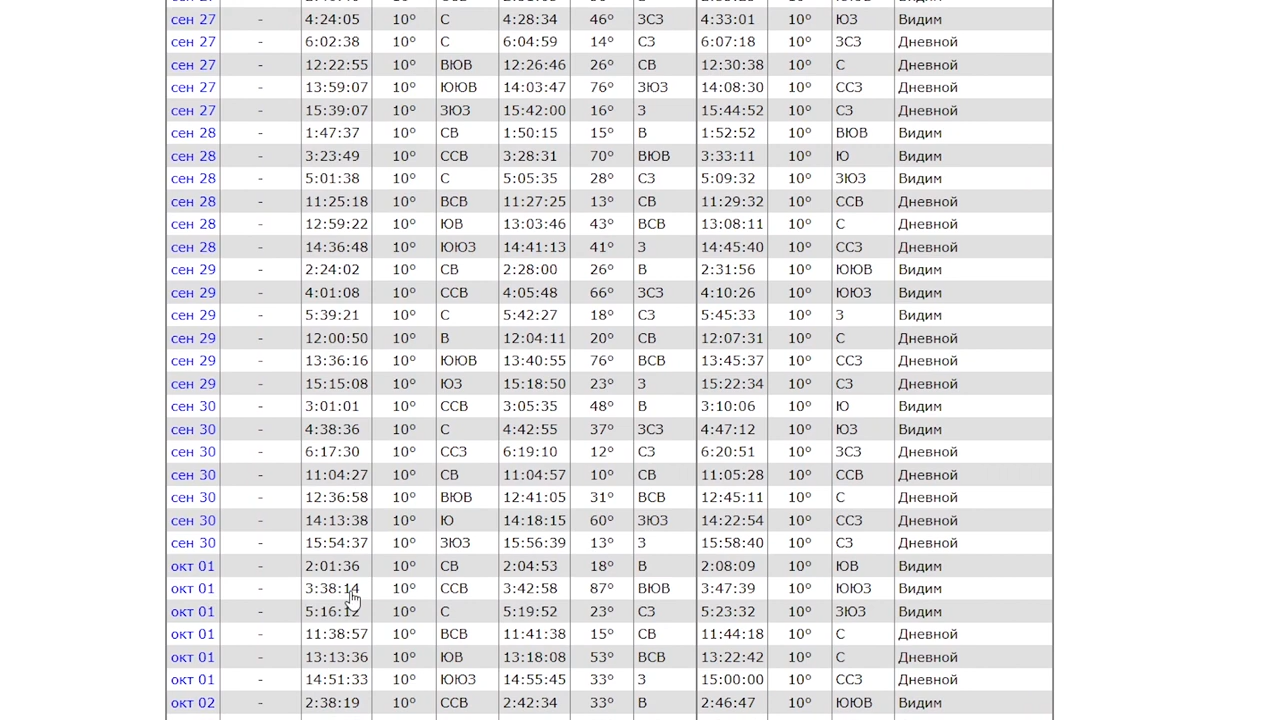 сен 27 - 4:24:05 10° С 4:28:34 46° ЗСЗ 4:33:01 10° ЮЗ Видим
сен 27 - 6:02:38 10° С 6:04:59 14° СЗ 6:07:18 10° ЗСЗ Дневной
сен 27 - 12:22:55 10° ВЮВ 12:26:46 26° СВ 12:30:38 10° С Дневной
сен 27 - 13:59:07 10° ЮЮВ 14:03:47 76° ЗЮЗ 14:08:30 10° ССЗ Дневной
сен 27 - 15:39:07 10° ЗЮЗ 15:42:00 16° З 15:44:52 10° СЗ Дневной
сен 28 - 1:47:37 10° СВ 1:50:15 15° В 1:52:52 10° ВЮВ Видим
сен 28 - 3:23:49 10° ССВ 3:28:31 70° ВЮВ 3:33:11 10° Ю Видим
сен 28 - 5:01:38 10° С 5:05:35 28° СЗ 5:09:32 10° ЗЮЗ Видим
сен 28 - 11:25:18 10° ВСВ 11:27:25 13° СВ 11:29:32 10° ССВ Дневной
сен 28 - 12:59:22 10° ЮВ 13:03:46 43° ВСВ 13:08:11 10° С Дневной
сен 28 - 14:36:48 10° ЮЮЗ 14:41:13 41° З 14:45:40 10° ССЗ Дневной
сен 29 - 2:24:02 10° СВ 2:28:00 26° В 2:31:56 10° ЮЮВ Видим
сен 29 - 4:01:08 10° ССВ 4:05:48 66° ЗСЗ 4:10:26 10° ЮЮЗ Видим
сен 29 - 5:39:21 10° С 5:42:27 18° СЗ 5:45:33 10° З Видим
сен 29 - 12:00:50 10° В 12:04:11 20° СВ 12:07:31 10° С Дневной
сен 29 - 13:36:16 10° ЮЮВ 13:40:55 76° ВСВ 13:45:37 10° ССЗ Дневной
сен 29 - 15:15:08 10° ЮЗ 15:18:50 23° З 15:22:34 10° СЗ Дневной
сен 30 - 3:01:01 10° ССВ 3:05:35 48° В 3:10:06 10° Ю Видим
сен 30 - 4:38:36 10° С 4:42:55 37° ЗСЗ 4:47:12 10° ЮЗ Видим
сен 30 - 6:17:30 10° ССЗ 6:19:10 12° СЗ 6:20:51 10° ЗСЗ Дневной
сен 30 - 11:04:27 10° СВ 11:04:57 10° СВ 11:05:28 10° ССВ Дневной
сен 30 - 12:36:58 10° ВЮВ 12:41:05 31° ВСВ 12:45:11 10° С Дневной
сен 30 - 14:13:38 10° Ю 14:18:15 60° ЗЮЗ 14:22:54 10° ССЗ Дневной
сен 30 - 15:54:37 10° ЗЮЗ 15:56:39 13° З 15:58:40 10° СЗ Дневной
окт 01 - 2:01:36 10° СВ 2:04:53 18° В 2:08:09 10° ЮВ Видим
окт 01 - 3:38:14 10° ССВ 3:42:58 87° ВЮВ 3:47:39 10° ЮЮЗ Видим
окт 01 - 5:16:12 10° С 5:19:52 23° СЗ 5:23:32 10° ЗЮЗ Видим
окт 01 - 11:38:57 10° ВСВ 11:41:38 15° СВ 11:44:18 10° С Дневной
окт 01 - 13:13:36 10° ЮВ 13:18:08 53° ВСВ 13:22:42 10° С Дневной
окт 01 - 14:51:33 10° ЮЮЗ 14:55:45 33° З 15:00:00 10° ССЗ Дневной
окт 02 - 2:38:19 10° ССВ 2:42:34 33° В 2:46:47 10° ЮЮВ Видим